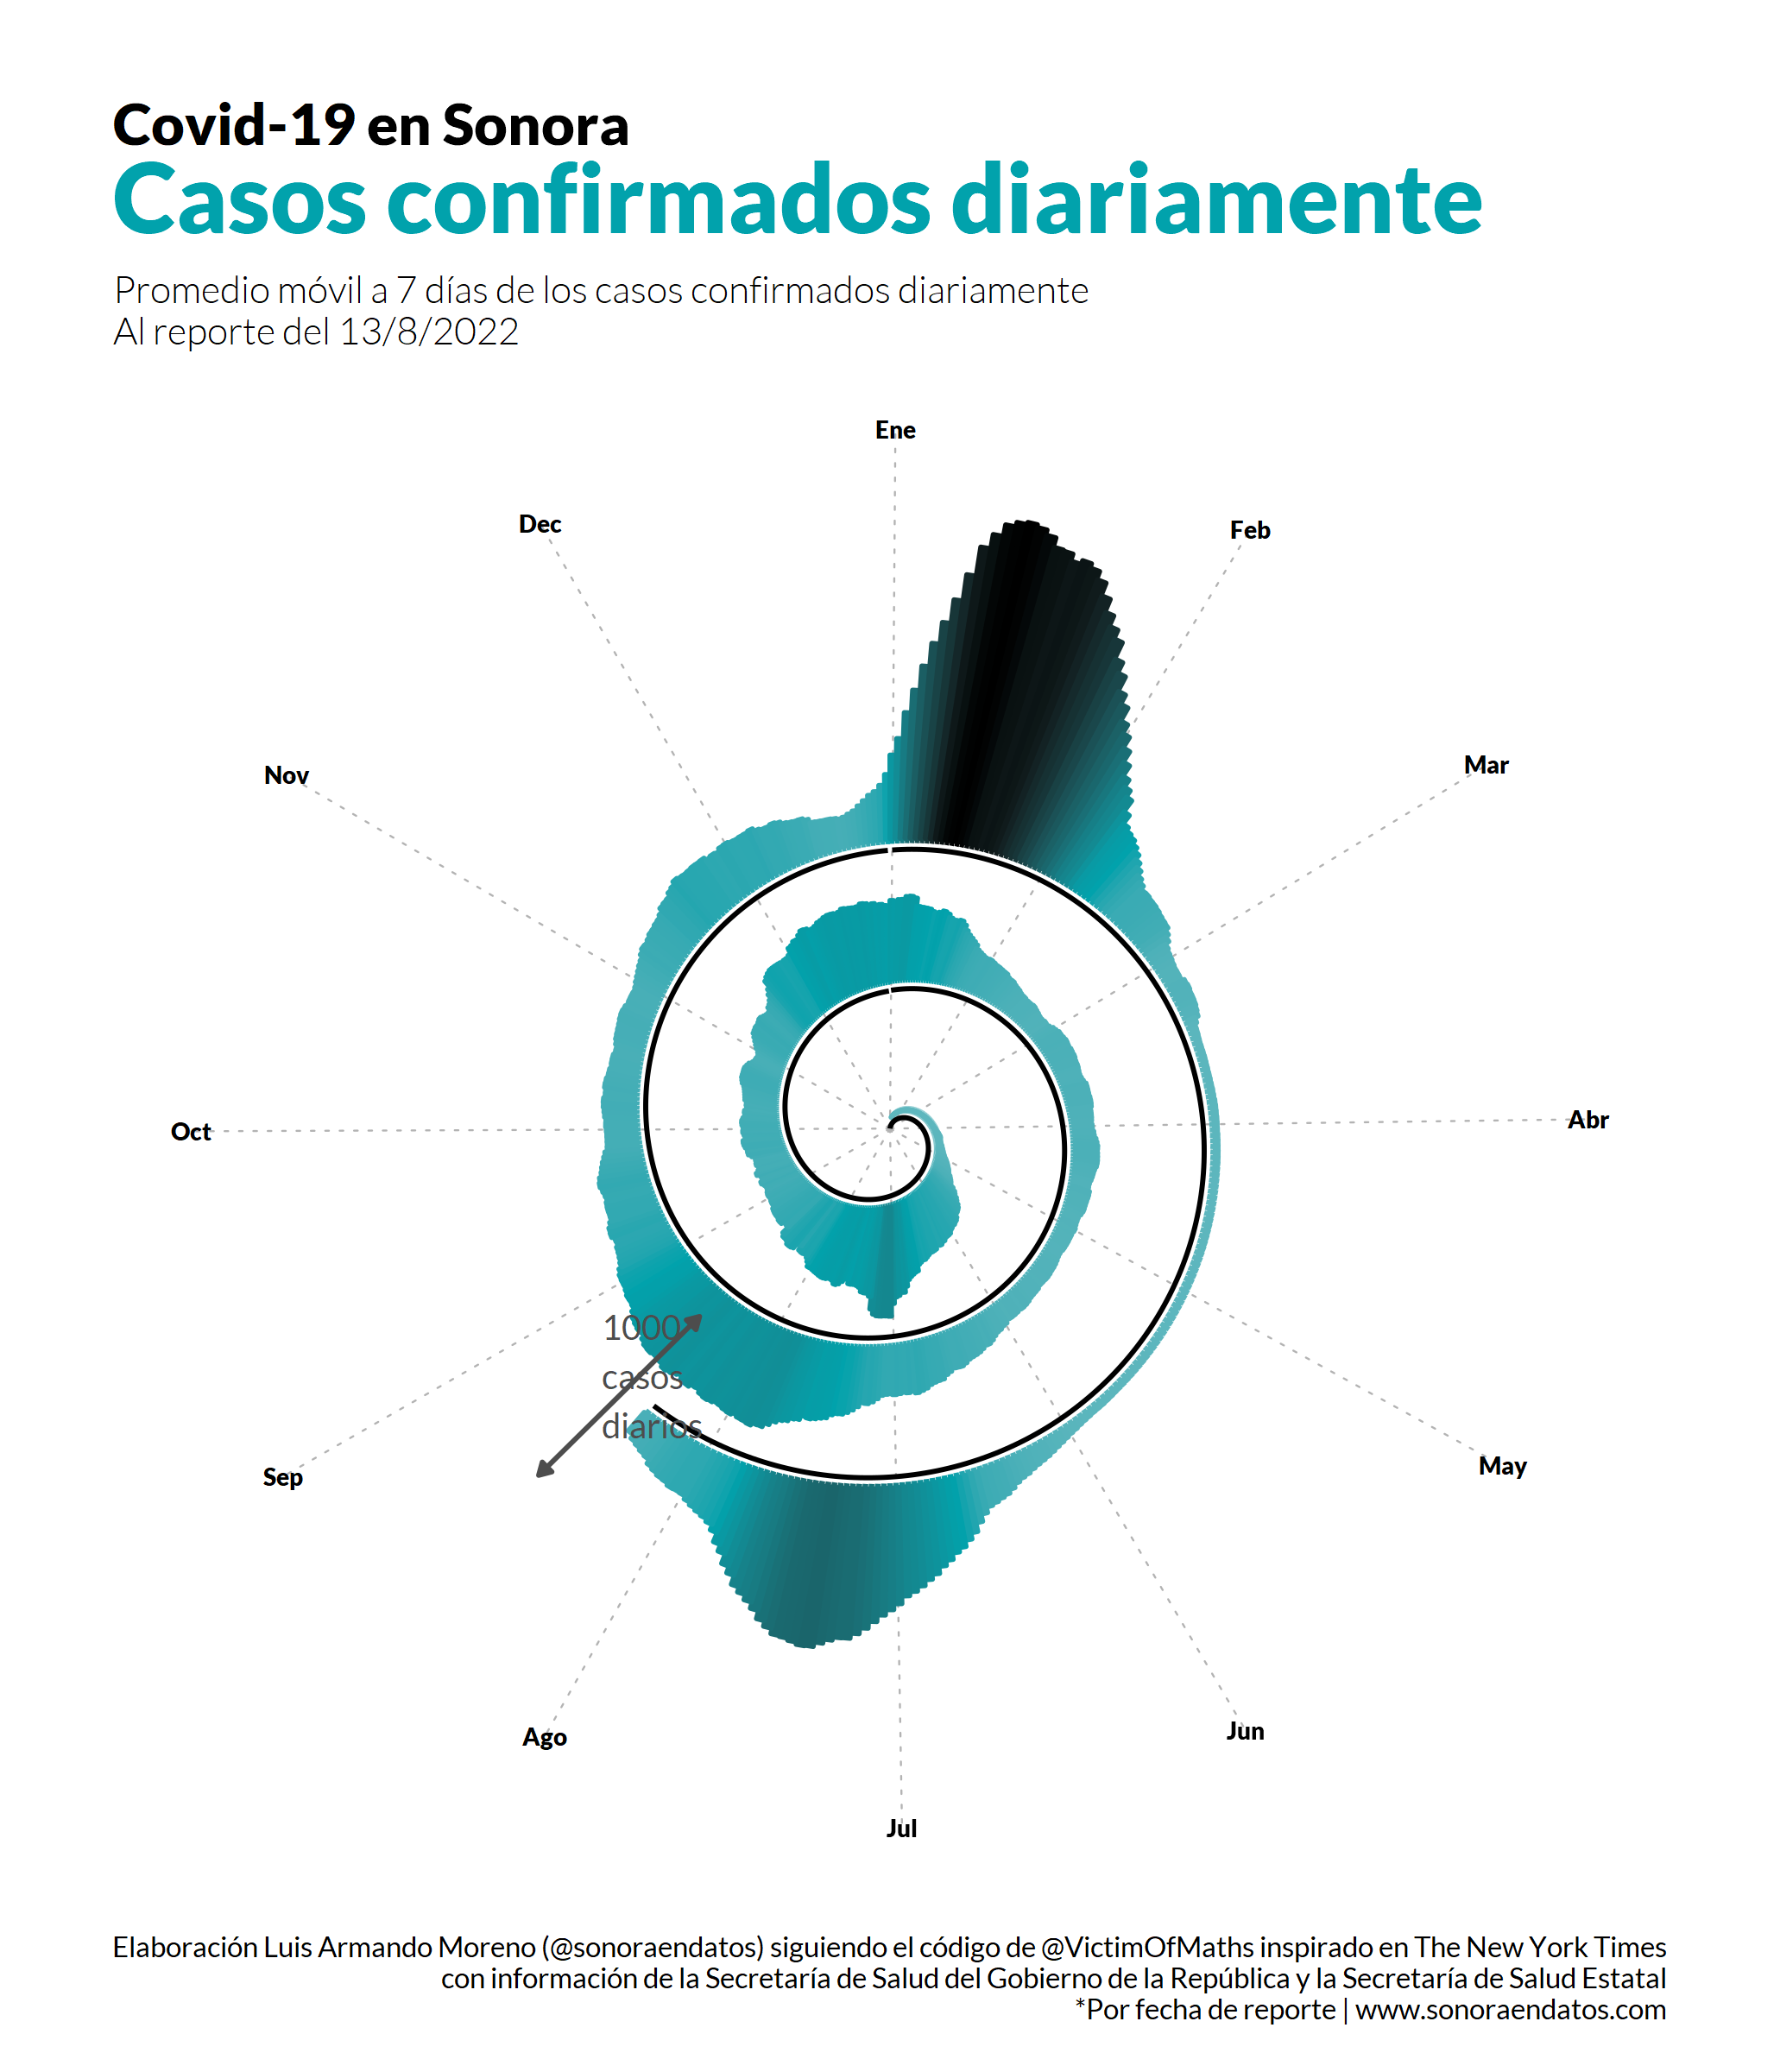 Covid-19 en Sonora
Casos confirmados diariamente
Promedio móvil a 7 días de los casos confirmados diariamente
Al reporte del 13/8/2022
Ene
Dec
Feb
Nov
Mar
Oct
Abr
1000
casos
diarios
Sep
May
Ago
Jun
Jul
Elaboración Luis Armando Moreno (@sonoraendatos) siguiendo el código de @VictimOfMaths inspirado en The New York Times
con información de la Secretaría de Salud del Gobierno de la República y la Secretaría de Salud Estatal
*Por fecha de reporte | www.sonoraendatos.com